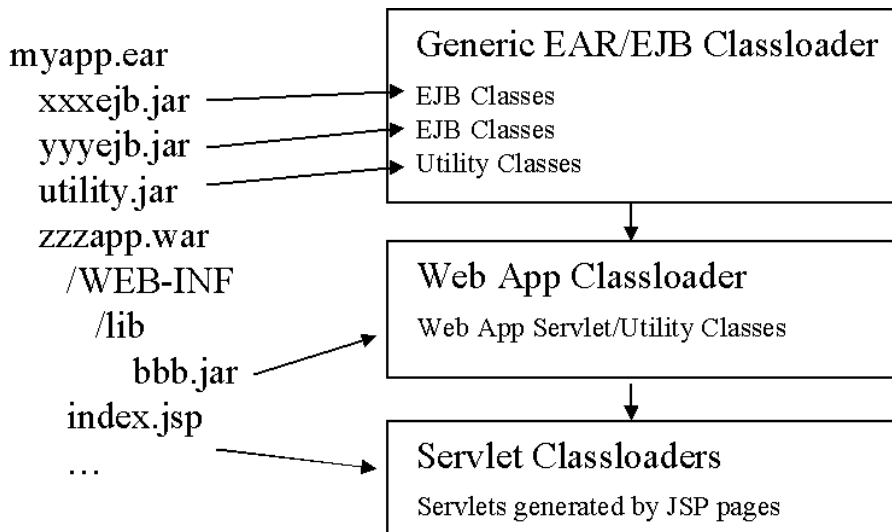 myapp.ear
xxxejb.jar
yyyejb.jar
utility.jar
zzzapp.war
/WEB-INF
/lib
bbb.jar
index.jsp
…
Generic EAR/EJB Classloader
EJB Classes
EJB Classes
Utility Classes
Web App Classloader
Web App Servlet/Utility Classes
Servlet Classloaders
Servlets generated by JSP pages